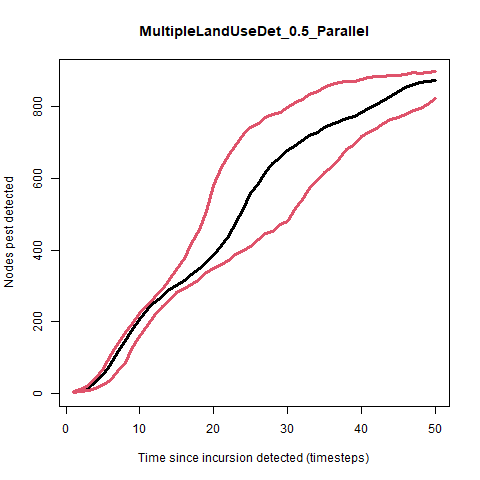 MultipleLandUseDet_0.5_Parallel
Nodes pest detected
800
600
400
200
0
0 10 20 30 40 50
Time since incursion detected (timesteps)